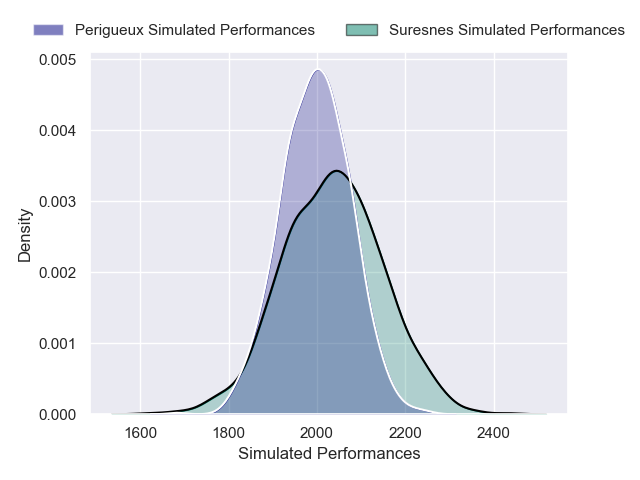 Perigueux Simulated Performances Suresnes Simulated Performances
0.005
0.004
0.003
0.002
0.001
0.000
Density
1600 1800 2000 2200 2400
Simulated Performances